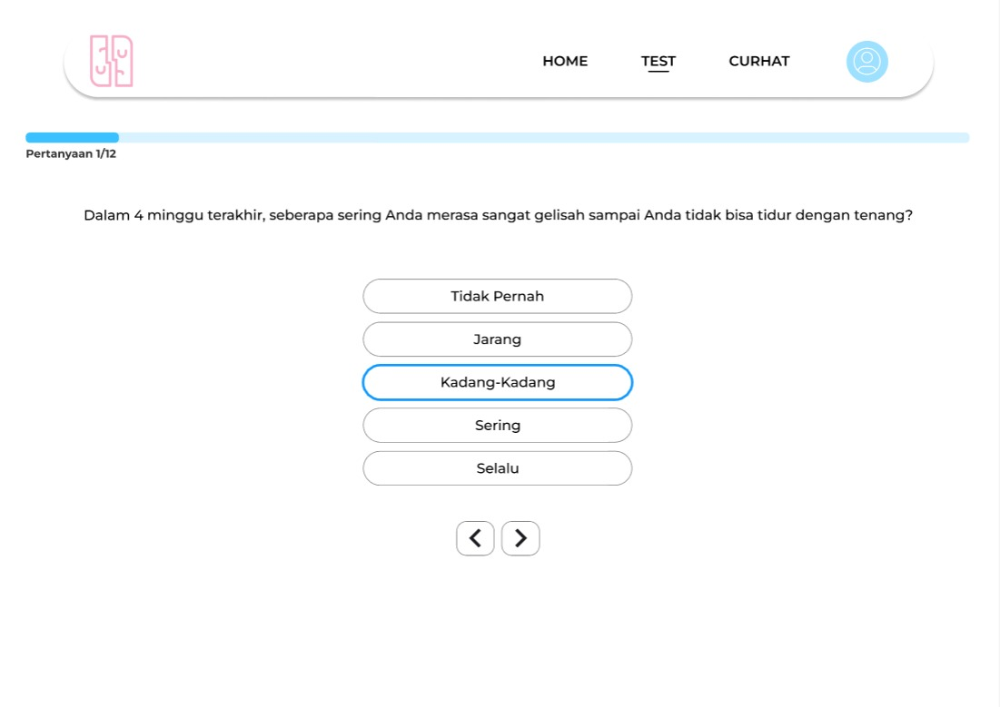 HOME
TEST
CURHAT
Pertanyaan 1/12
Dalam 4 minggu terakhir, seberapa sering Anda merasa sangat gelisah sampai Anda tidak bisa tidur dengan tenang?
Tidak Pernah
Jarang
Kadang-Kadang
Sering
Selalu